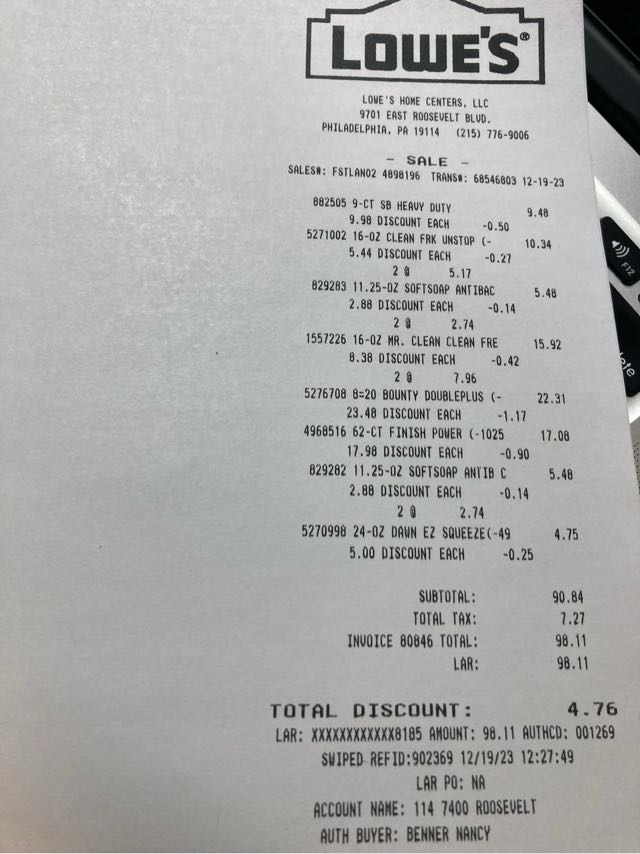 LOWE'S®
LOWE'S HOME CENTERS, LLC
9701 EAST ROOSEVELT BLVD.
PHILADELPHIA, PA 19114 (215) 776-9006
- SALE -
SALES#: FSTLAN02 4898196 TRANS#: 68546803 12-19-23
882505 9-CT SB HEAVY DUTY 9.48
9.98 DISCOUNT EACH -0.50
5271002 16-OZ CLEAN FRK UNSTOP (- 10.34
5.44 DISCOUNT EACH -0.27
2 @ 5.17
829283 11.25-OZ SOFTSOAP ANTIBAC 5.48
2.88 DISCOUNT EACH -0.14
2 @ 2.74
1557226 16-OZ MR. CLEAN CLEAN FRE 15.92
8.38 DISCOUNT EACH -0.42
2 @ 7.96
5276708 8=20 BOUNTY DOUBLEPLUS (- 22.31
23.48 DISCOUNT EACH -1.17
4968516 62-CT FINISH POWER (-1025 17.08
17.98 DISCOUNT EACH -0.90
829282 11.25-OZ SOFTSOAP ANTIB C 5.48
2.88 DISCOUNT EACH -0.14
2 @ 2.74
5270998 24-OZ DAWN EZ SQUEEZE(-49 4.75
5.00 DISCOUNT EACH -0.25
SUBTOTAL: 90.84
TOTAL TAX: 7.27
INVOICE 80846 TOTAL: 98.11
LAR: 98.11
TOTAL DISCOUNT: 4.76
LAR: XXXXXXXXXXXX8185 AMOUNT: 98.11 AUTHCD: 001269
SWIPED REFID:902369 12/19/23 12:27:49
LAR PO: NA
ACCOUNT NAME: 114 7400 ROOSEVELT
AUTH BUYER: BENNER NANCY
F12
lete